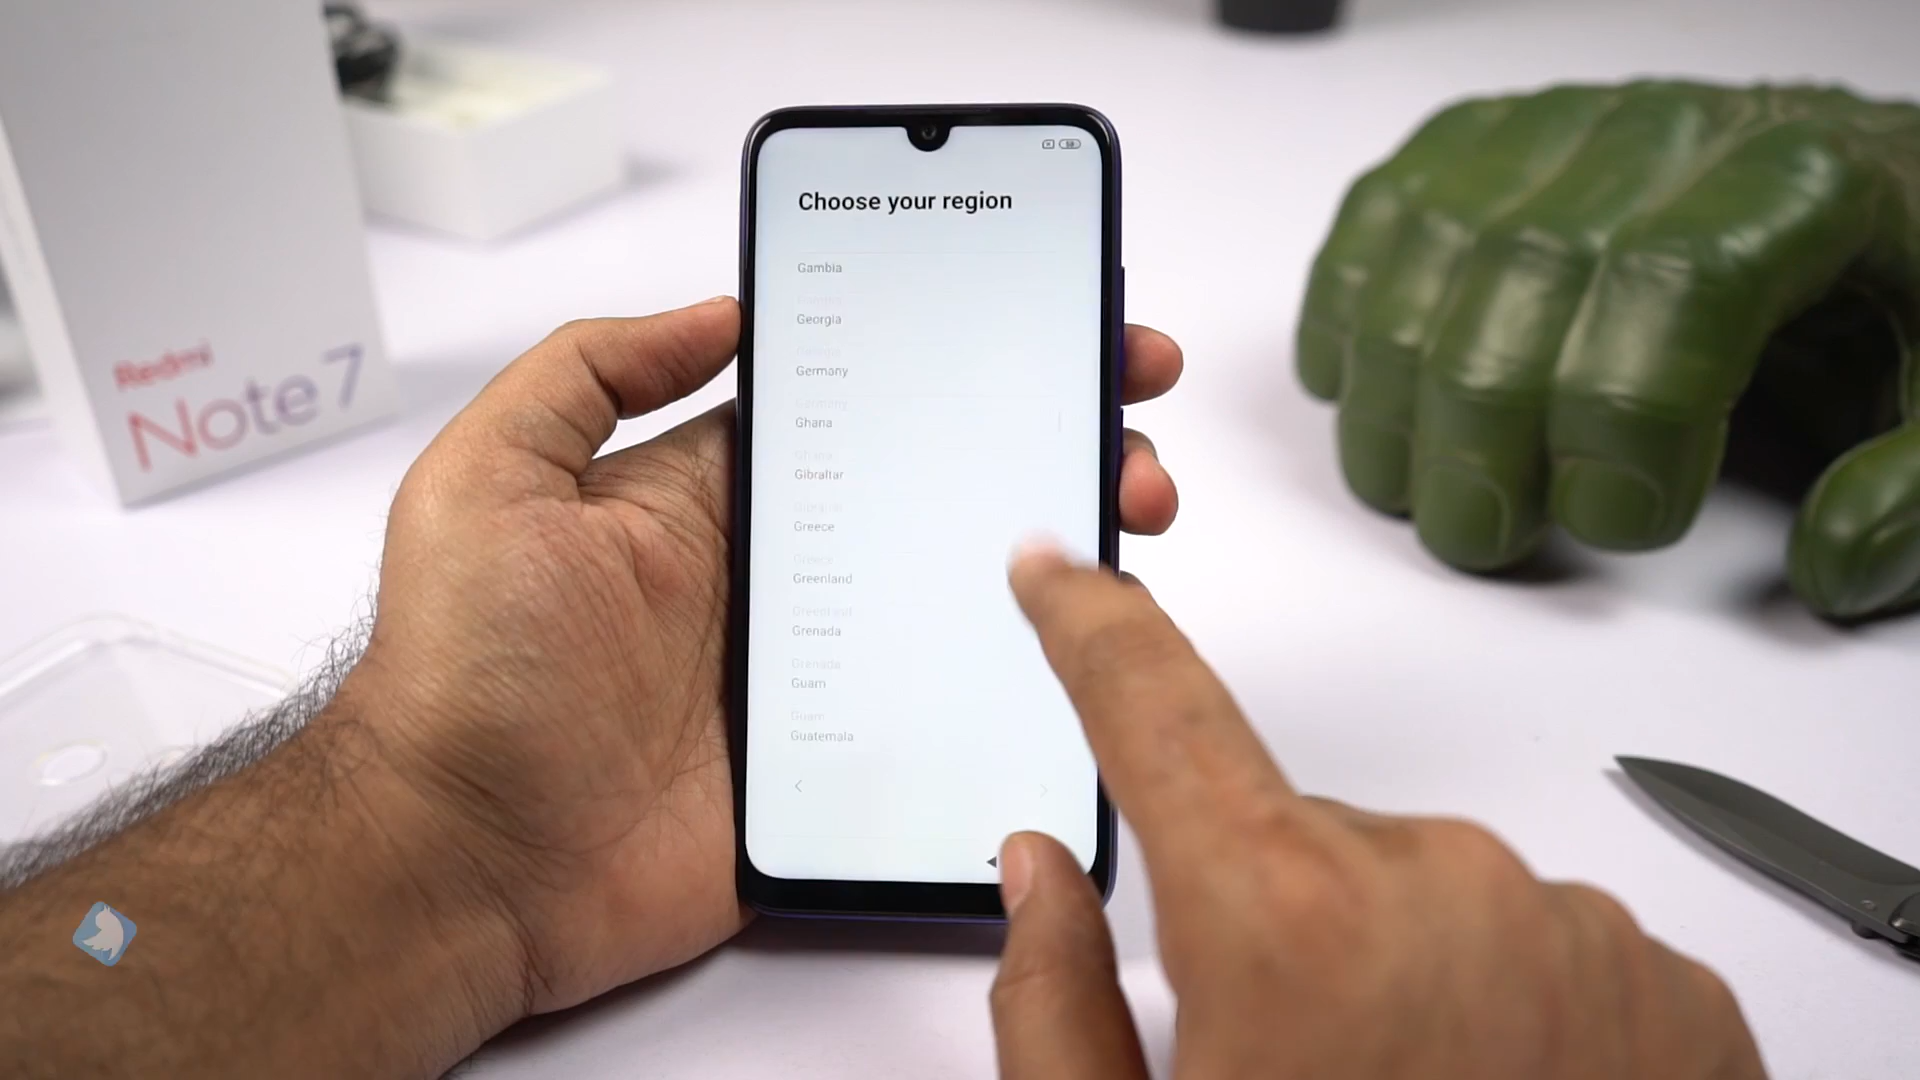 Redmi
Note 7
Choose your region
Gambia
Georgia
Germany
Ghana
Gibraltar
Greece
Greenland
Grenada
Guam
Guatemala